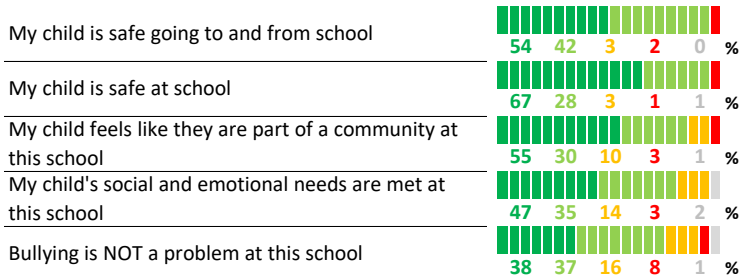 My child is safe going to and from school
54 42 3 2 0 %
My child is safe at school
67 28 3 1 1 %
My child feels like they are part of a community at
this school
55 30 10 3 1 %
My child's social and emotional needs are met at
this school
47 35 14 3 2 %
Bullying is NOT a problem at this school
38 37 16 8 1 %